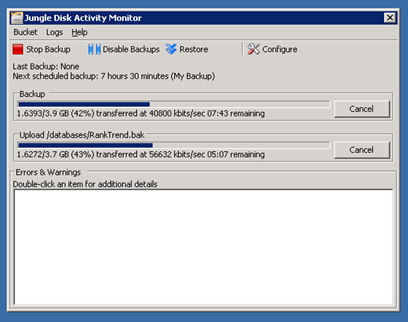 Jungle Disk Activity Monitor
Bucket Logs Help
Stop Backup Disable Backups Restore Configure
Last Backup: None
Next scheduled backup: 7 hours 30 minutes (My Backup)
Backup
1.6393/3.9 GB (42%) transferred at 40800 kbits/sec 07:43 remaining
Cancel
Upload /databases/RankTrend.bak
1.6272/3.7 GB (43%) transferred at 56632 kbits/sec 05:07 remaining
Cancel
Errors & Warnings
Double-click an item for additional details